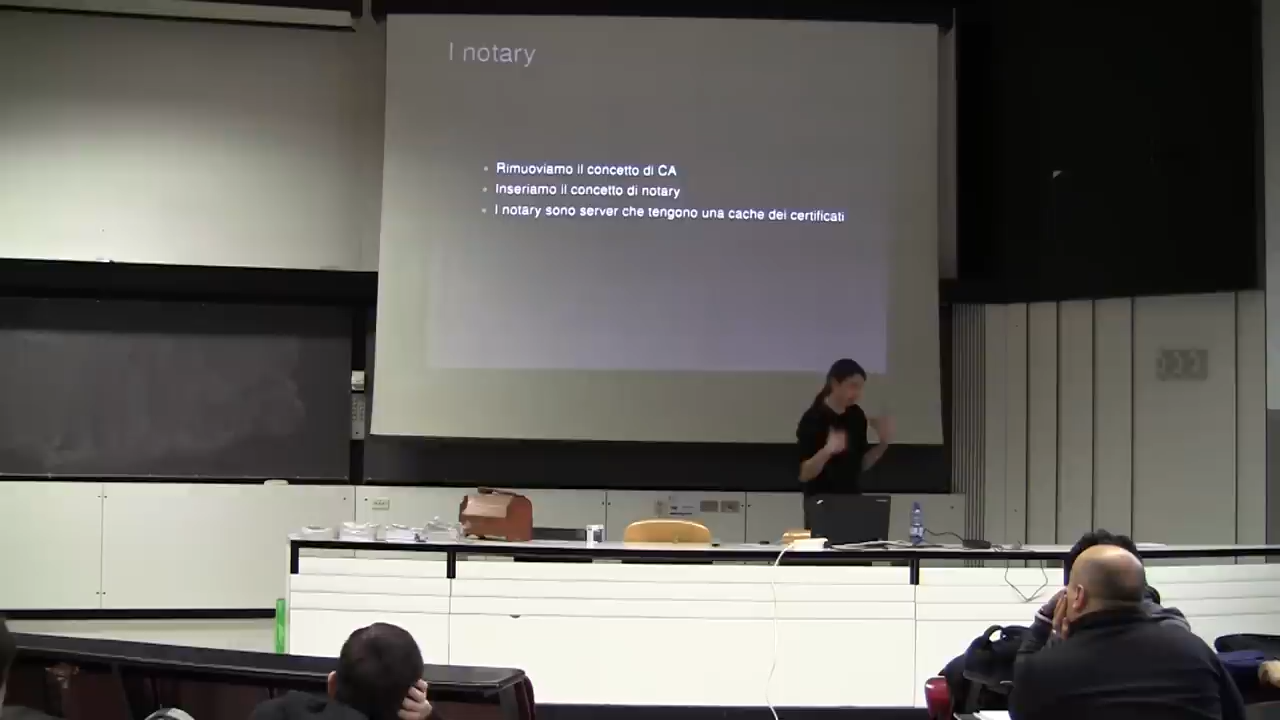 I notary
Rimuoviamo il concetto di CA
Inseriamo il concetto di notary
I notary sono server che tengono una cache dei certificati